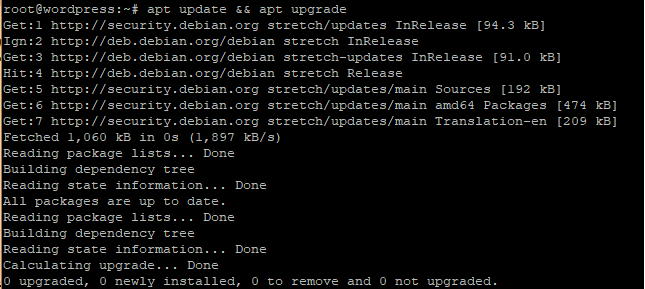 root@wordpress:~# apt update && apt upgrade
Get:1 http://security.debian.org stretch/updates InRelease [94.3 kB]
Ign:2 http://deb.debian.org/debian stretch InRelease
Get:3 http://deb.debian.org/debian stretch-updates InRelease [91.0 kB]
Hit:4 http://deb.debian.org/debian stretch Release
Get:5 http://security.debian.org stretch/updates/main Sources [192 kB]
Get:6 http://security.debian.org stretch/updates/main amd64 Packages [474 kB]
Get:7 http://security.debian.org stretch/updates/main Translation-en [209 kB]
Fetched 1,060 kB in 0s (1,897 kB/s)
Reading package lists... Done
Building dependency tree
Reading state information... Done
All packages are up to date.
Reading package lists... Done
Building dependency tree
Reading state information... Done
Calculating upgrade... Done
0 upgraded, 0 newly installed, 0 to remove and 0 not upgraded.